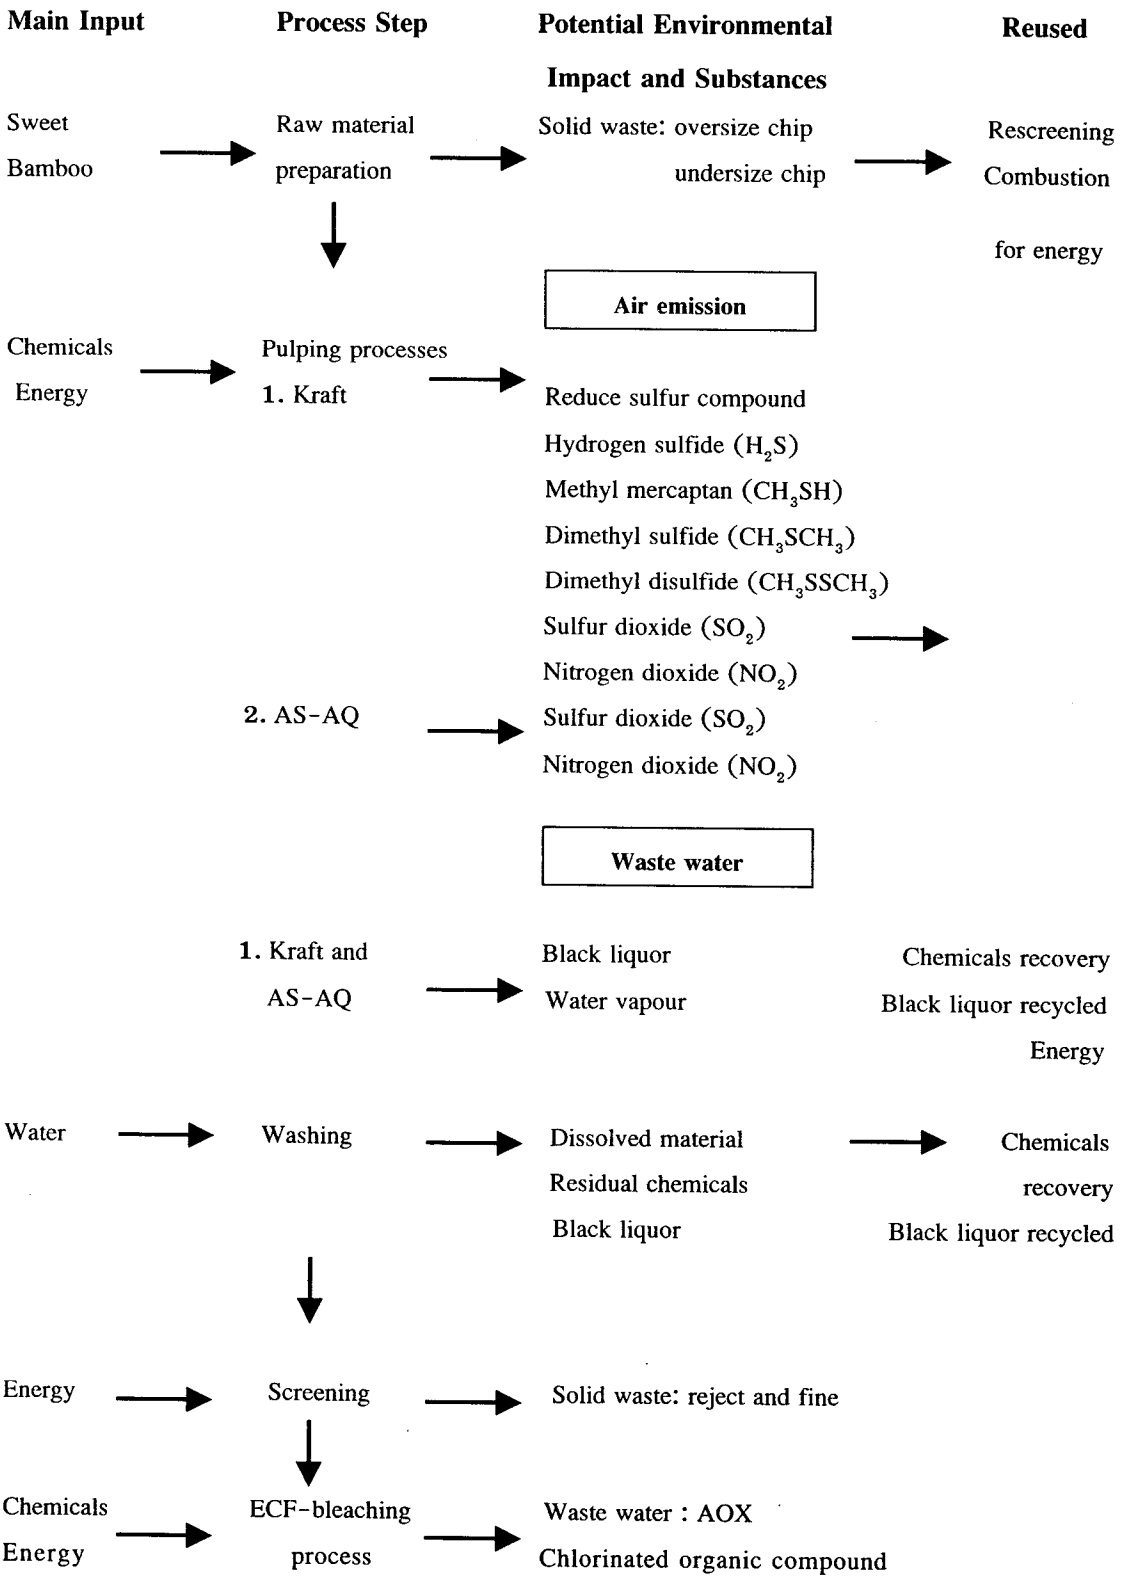 Main Input Process Step Potential Environmental Reused
Impact and Substances
Sweet Raw material Solid waste: oversize chip Rescreening
Bamboo preparation undersize chip Combustion
for energy
Air emission
Chemicals Pulping processes
Energy 1. Kraft Reduce sulfur compound
Hydrogen sulfide (H₂S)
Methyl mercaptan (CH₃SH)
Dimethyl sulfide (CH₃SCH₃)
Dimethyl disulfide (CH₃SSCH₃)
Sulfur dioxide (SO₂)
Nitrogen dioxide (NO₂)
2. AS-AQ Sulfur dioxide (SO₂)
Nitrogen dioxide (NO₂)
Waste water
1. Kraft and Black liquor Chemicals recovery
AS-AQ Water vapour Black liquor recycled
Energy
Water Washing Dissolved material Chemicals
Residual chemicals recovery
Black liquor Black liquor recycled
Energy Screening Solid waste: reject and fine
Chemicals ECF-bleaching Waste water : AOX
Energy process Chlorinated organic compound